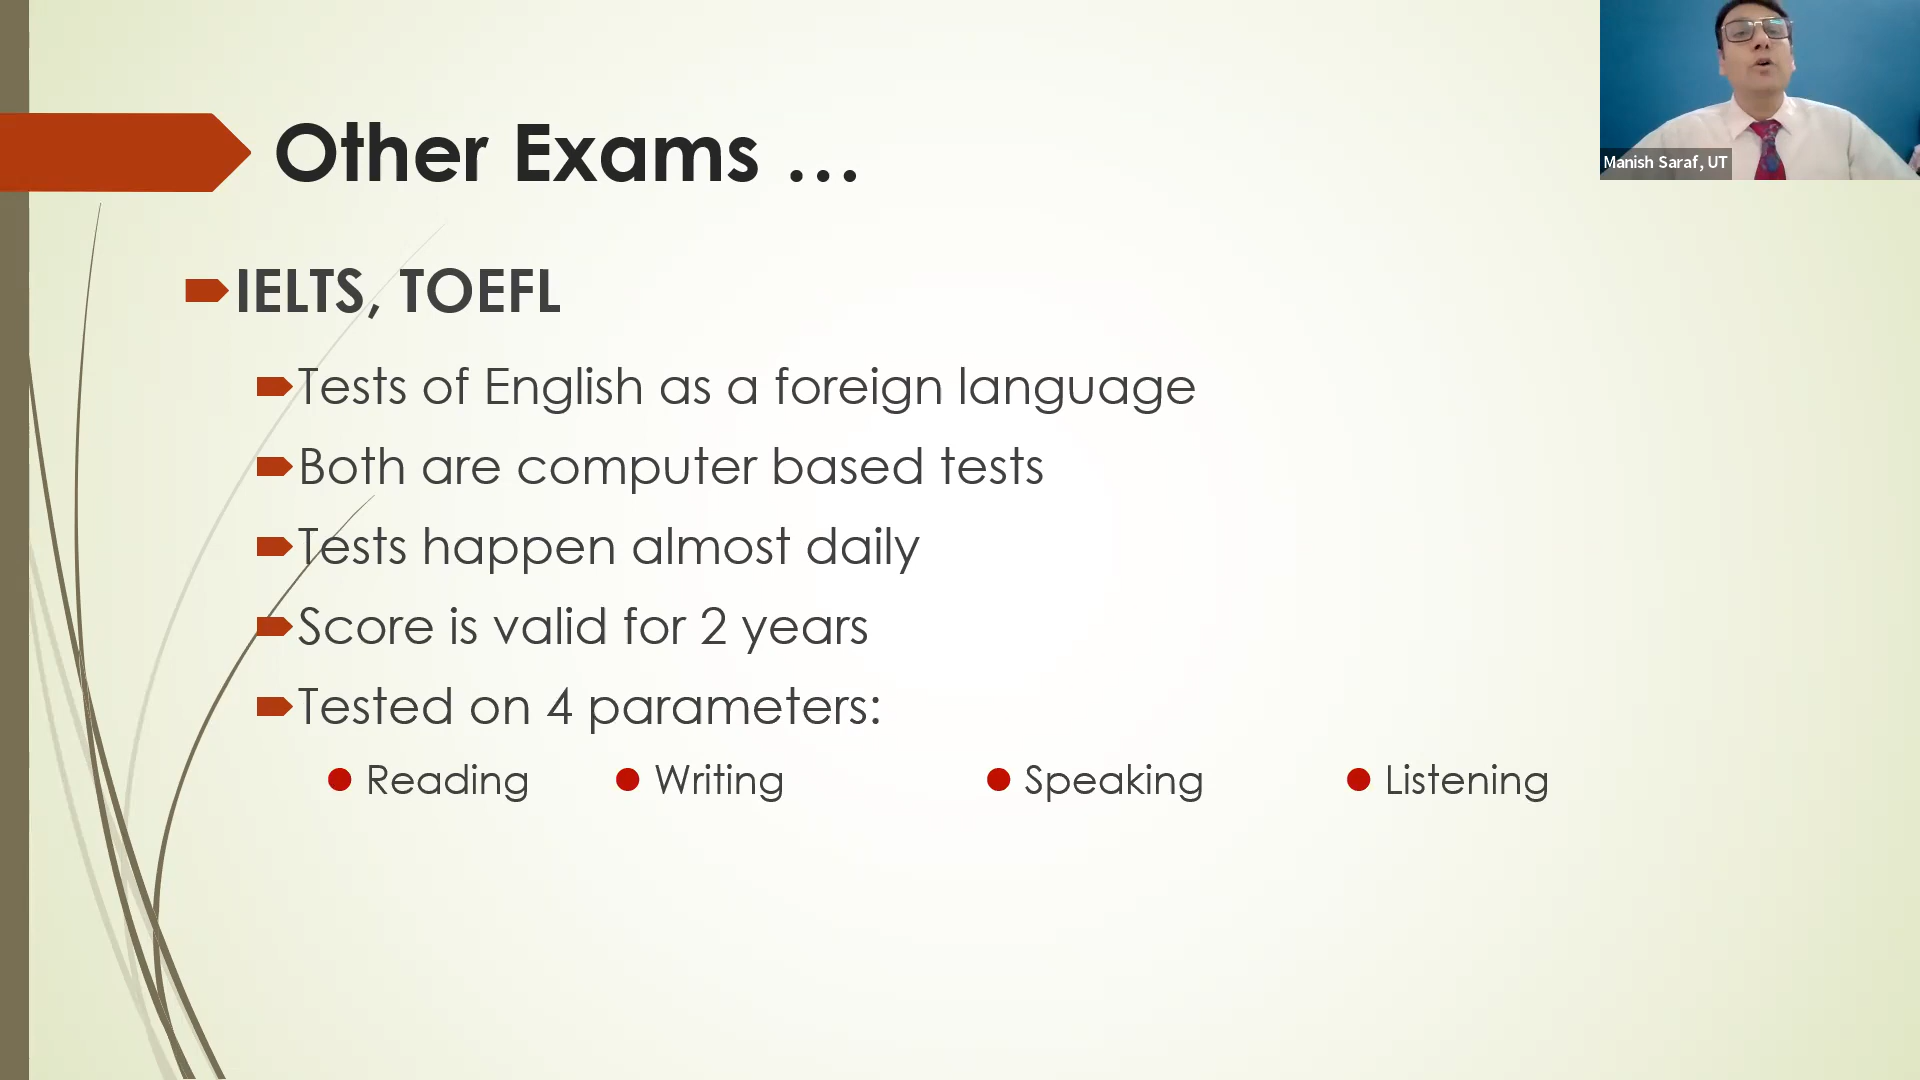 Other Exams ...
Manish Saraf, UT
IELTS, TOEFL
Tests of English as a foreign language
Both are computer based tests
Tests happen almost daily
Score is valid for 2 years
Tested on 4 parameters:
Reading Writing Speaking Listening